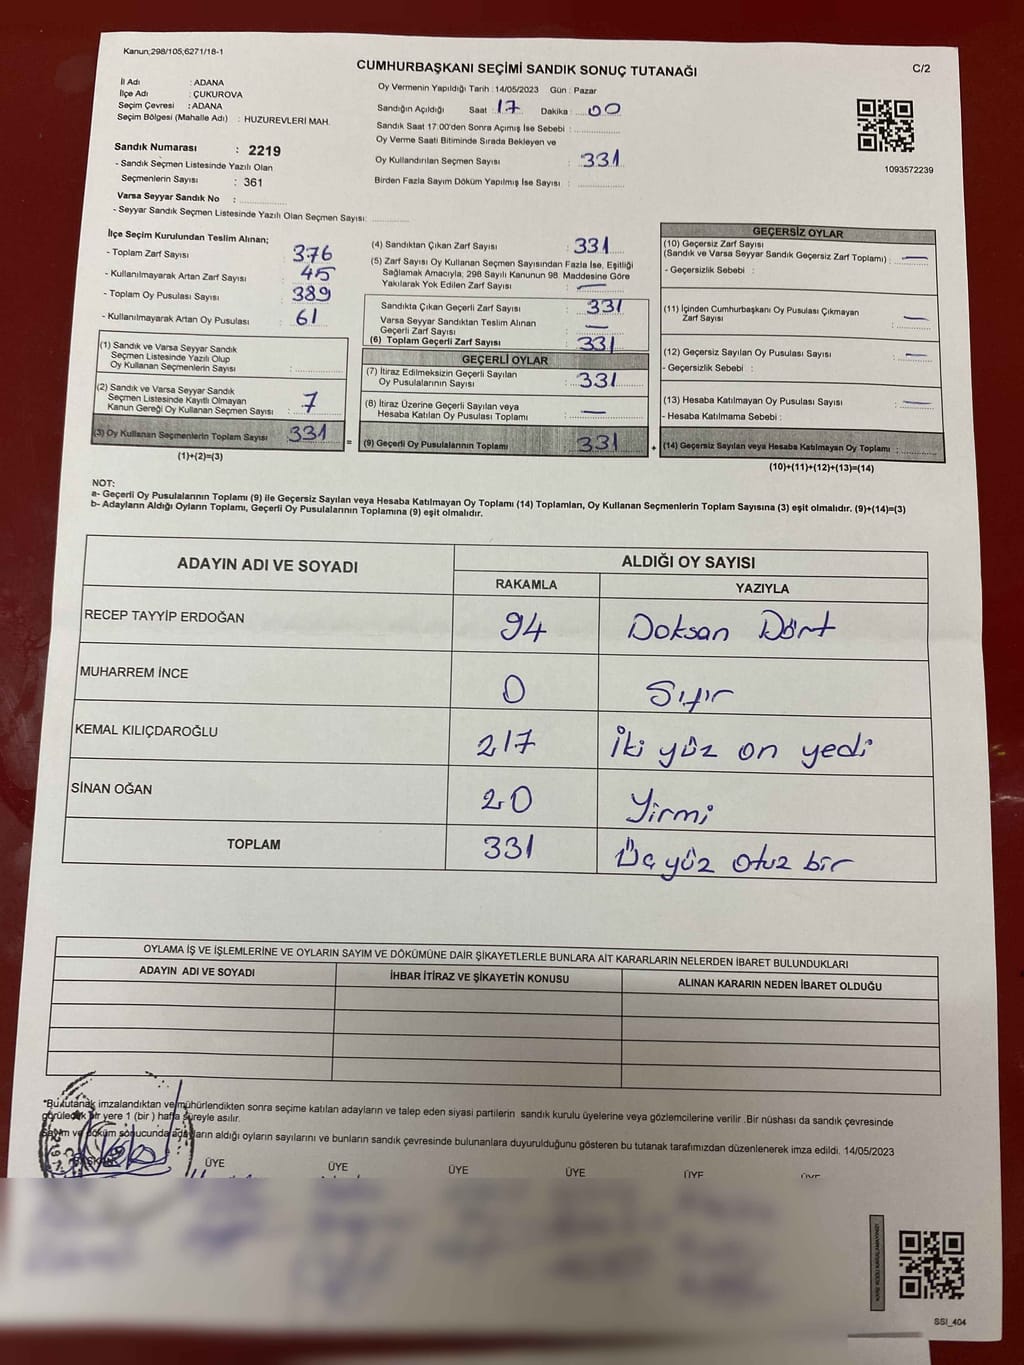 Kanun;298/105,6271/18-1
CUMHURBAŞKANI SEÇİMİ SANDIK SONUÇ TUTANAĞI
C/2
İl Adı : ADANA
İlçe Adı : ÇUKUROVA
Seçim Çevresi : ADANA
Seçim Bölgesi (Mahalle Adı) : HUZUREVLERİ MAH.
Oy Vermenin Yapıldığı Tarih : 14/05/2023 Gün : Pazar
Sandığın Açıldığı Saat : 17 Dakika : 00
Sandık Saat 17:00'den Sonra Açımış İse Sebebi :
Oy Verme Saati Bitiminde Sırada Bekleyen ve
Oy Kullandırılan Seçmen Sayısı : 331
Birden Fazla Sayım Döküm Yapılmış İse Sayısı :
1093572239
Sandık Numarası : 2219
- Sandık Seçmen Listesinde Yazılı Olan
Seçmenlerin Sayısı : 361
Varsa Seyyar Sandık No :
- Seyyar Sandık Seçmen Listesinde Yazılı Olan Seçmen Sayısı:
İlçe Seçim Kurulundan Teslim Alınan;
- Toplam Zarf Sayısı 376
- Kullanılmayarak Artan Zarf Sayısı : 45
- Toplam Oy Pusulası Sayısı : 389
- Kullanılmayarak Artan Oy Pusulası : 61
(1) Sandık ve Varsa Seyyar Sandık
Seçmen Listesinde Yazılı Olup
Oy Kullanan Seçmenlerin Sayısı :
(2) Sandık ve Varsa Seyyar Sandık
Seçmen Listesinde Kayıtlı Olmayan
Kanun Gereği Oy Kullanan Seçmen Sayısı : 7
(3) Oy Kullanan Seçmenlerin Toplam Sayısı 331
(1)+(2)=(3)
=
(4) Sandıktan Çıkan Zarf Sayısı : 331
(5) Zarf Sayısı Oy Kullanan Seçmen Sayısından Fazla İse, Eşitliği
Sağlamak Amacıyla, 298 Sayılı Kanunun 98. Maddesine Göre
Yakılarak Yok Edilen Zarf Sayısı : —
Sandıkta Çıkan Geçerli Zarf Sayısı : 331
Varsa Seyyar Sandıktan Teslim Alınan
Geçerli Zarf Sayısı : —
(6) Toplam Geçerli Zarf Sayısı : 331
GEÇERLİ OYLAR
(7) İtiraz Edilmeksizin Geçerli Sayılan
Oy Pusulalarının Sayısı : 331
(8) İtiraz Üzerine Geçerli Sayılan veya
Hesaba Katılan Oy Pusulası Toplamı : —
(9) Geçerli Oy Pusulalarının Toplamı : 331
+
GEÇERSİZ OYLAR
(10) Geçersiz Zarf Sayısı
(Sandık ve Varsa Seyyar Sandık Geçersiz Zarf Toplamı) : —
- Geçersizlik Sebebi :
(11) İçinden Cumhurbaşkanı Oy Pusulası Çıkmayan
Zarf Sayısı : —
(12) Geçersiz Sayılan Oy Pusulası Sayısı : —
- Geçersizlik Sebebi :
(13) Hesaba Katılmayan Oy Pusulası Sayısı : —
- Hesaba Katılmama Sebebi :
(14) Geçersiz Sayılan veya Hesaba Katılmayan Oy Toplamı :
(10)+(11)+(12)+(13)=(14)
NOT:
a- Geçerli Oy Pusulalarının Toplamı (9) ile Geçersiz Sayılan veya Hesaba Katılmayan Oy Toplamı (14) Toplamları, Oy Kullanan Seçmenlerin Toplam Sayısına (3) eşit olmalıdır. (9)+(14)=(3)
b- Adayların Aldığı Oyların Toplamı, Geçerli Oy Pusulalarının Toplamına (9) eşit olmalıdır.
ADAYIN ADI VE SOYADI ALDIĞI OY SAYISI
RAKAMLA YAZIYLA
RECEP TAYYİP ERDOĞAN 94 Doksan Dört
MUHARREM İNCE 0 Sıfır
KEMAL KILIÇDAROĞLU 217 İki yüz on yedi
SİNAN OĞAN 20 Yirmi
TOPLAM 331 Üç yüz otuz bir
OYLAMA İŞ VE İŞLEMLERİNE VE OYLARIN SAYIM VE DÖKÜMÜNE DAİR ŞİKAYETLERLE BUNLARA AİT KARARLARIN NELERDEN İBARET BULUNDUKLARI
ADAYIN ADI VE SOYADI İHBAR İTİRAZ VE ŞİKAYETİN KONUSU ALINAN KARARIN NEDEN İBARET OLDUĞU
*Bu tutanak imzalandıktan ve mühürlendikten sonra seçime katılan adayların ve talep eden siyasi partilerin sandık kurulu üyelerine veya gözlemcilerine verilir .Bir nüshası da sandık çevresinde
görülecek bir yere 1 (bir ) hafta süreyle asılır.
Sayım ve döküm sonucunda adayların aldığı oyların sayılarını ve bunların sandık çevresinde bulunanlara duyurulduğunu gösteren bu tutanak tarafımızdan düzenlenerek imza edildi. 14/05/2023
BAŞKAN ÜYE ÜYE ÜYE ÜYE ÜYE ÜYE
SSİ_404